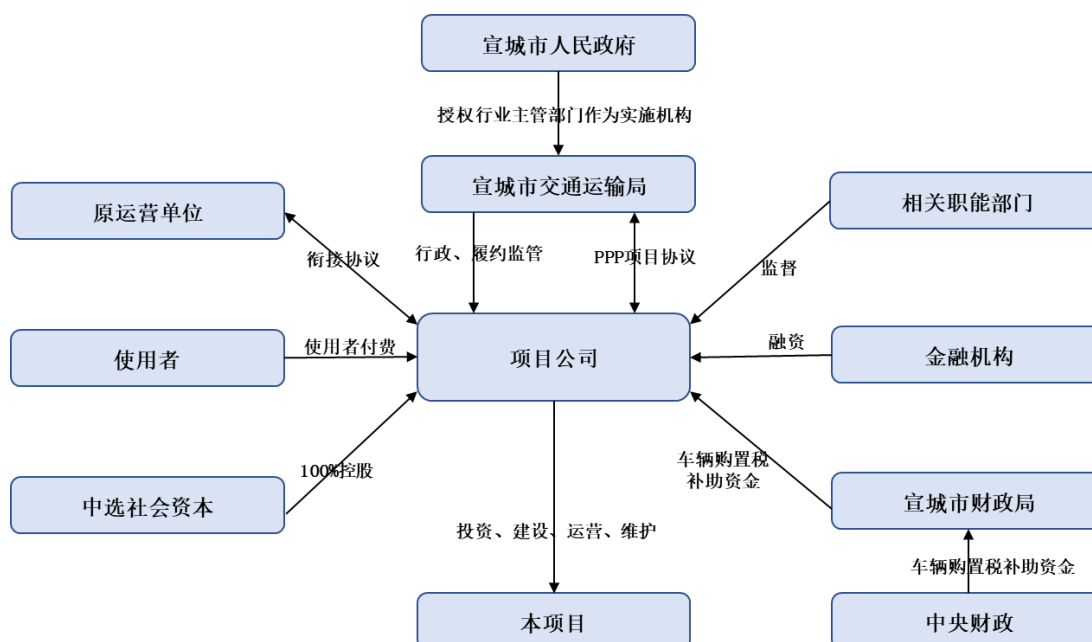 宣城市人民政府
授权行业主管部门作为实施机构
宣城市交通运输局
原运营单位
相关职能部门
行政、履约监管
PPP项目协议
衔接协议
监督
使用者
使用者付费
项目公司
融资
金融机构
100%控股
车辆购置税
补助资金
中选社会资本
宣城市财政局
投资、建设、运营、维护
车辆购置税补助资金
本项目
中央财政